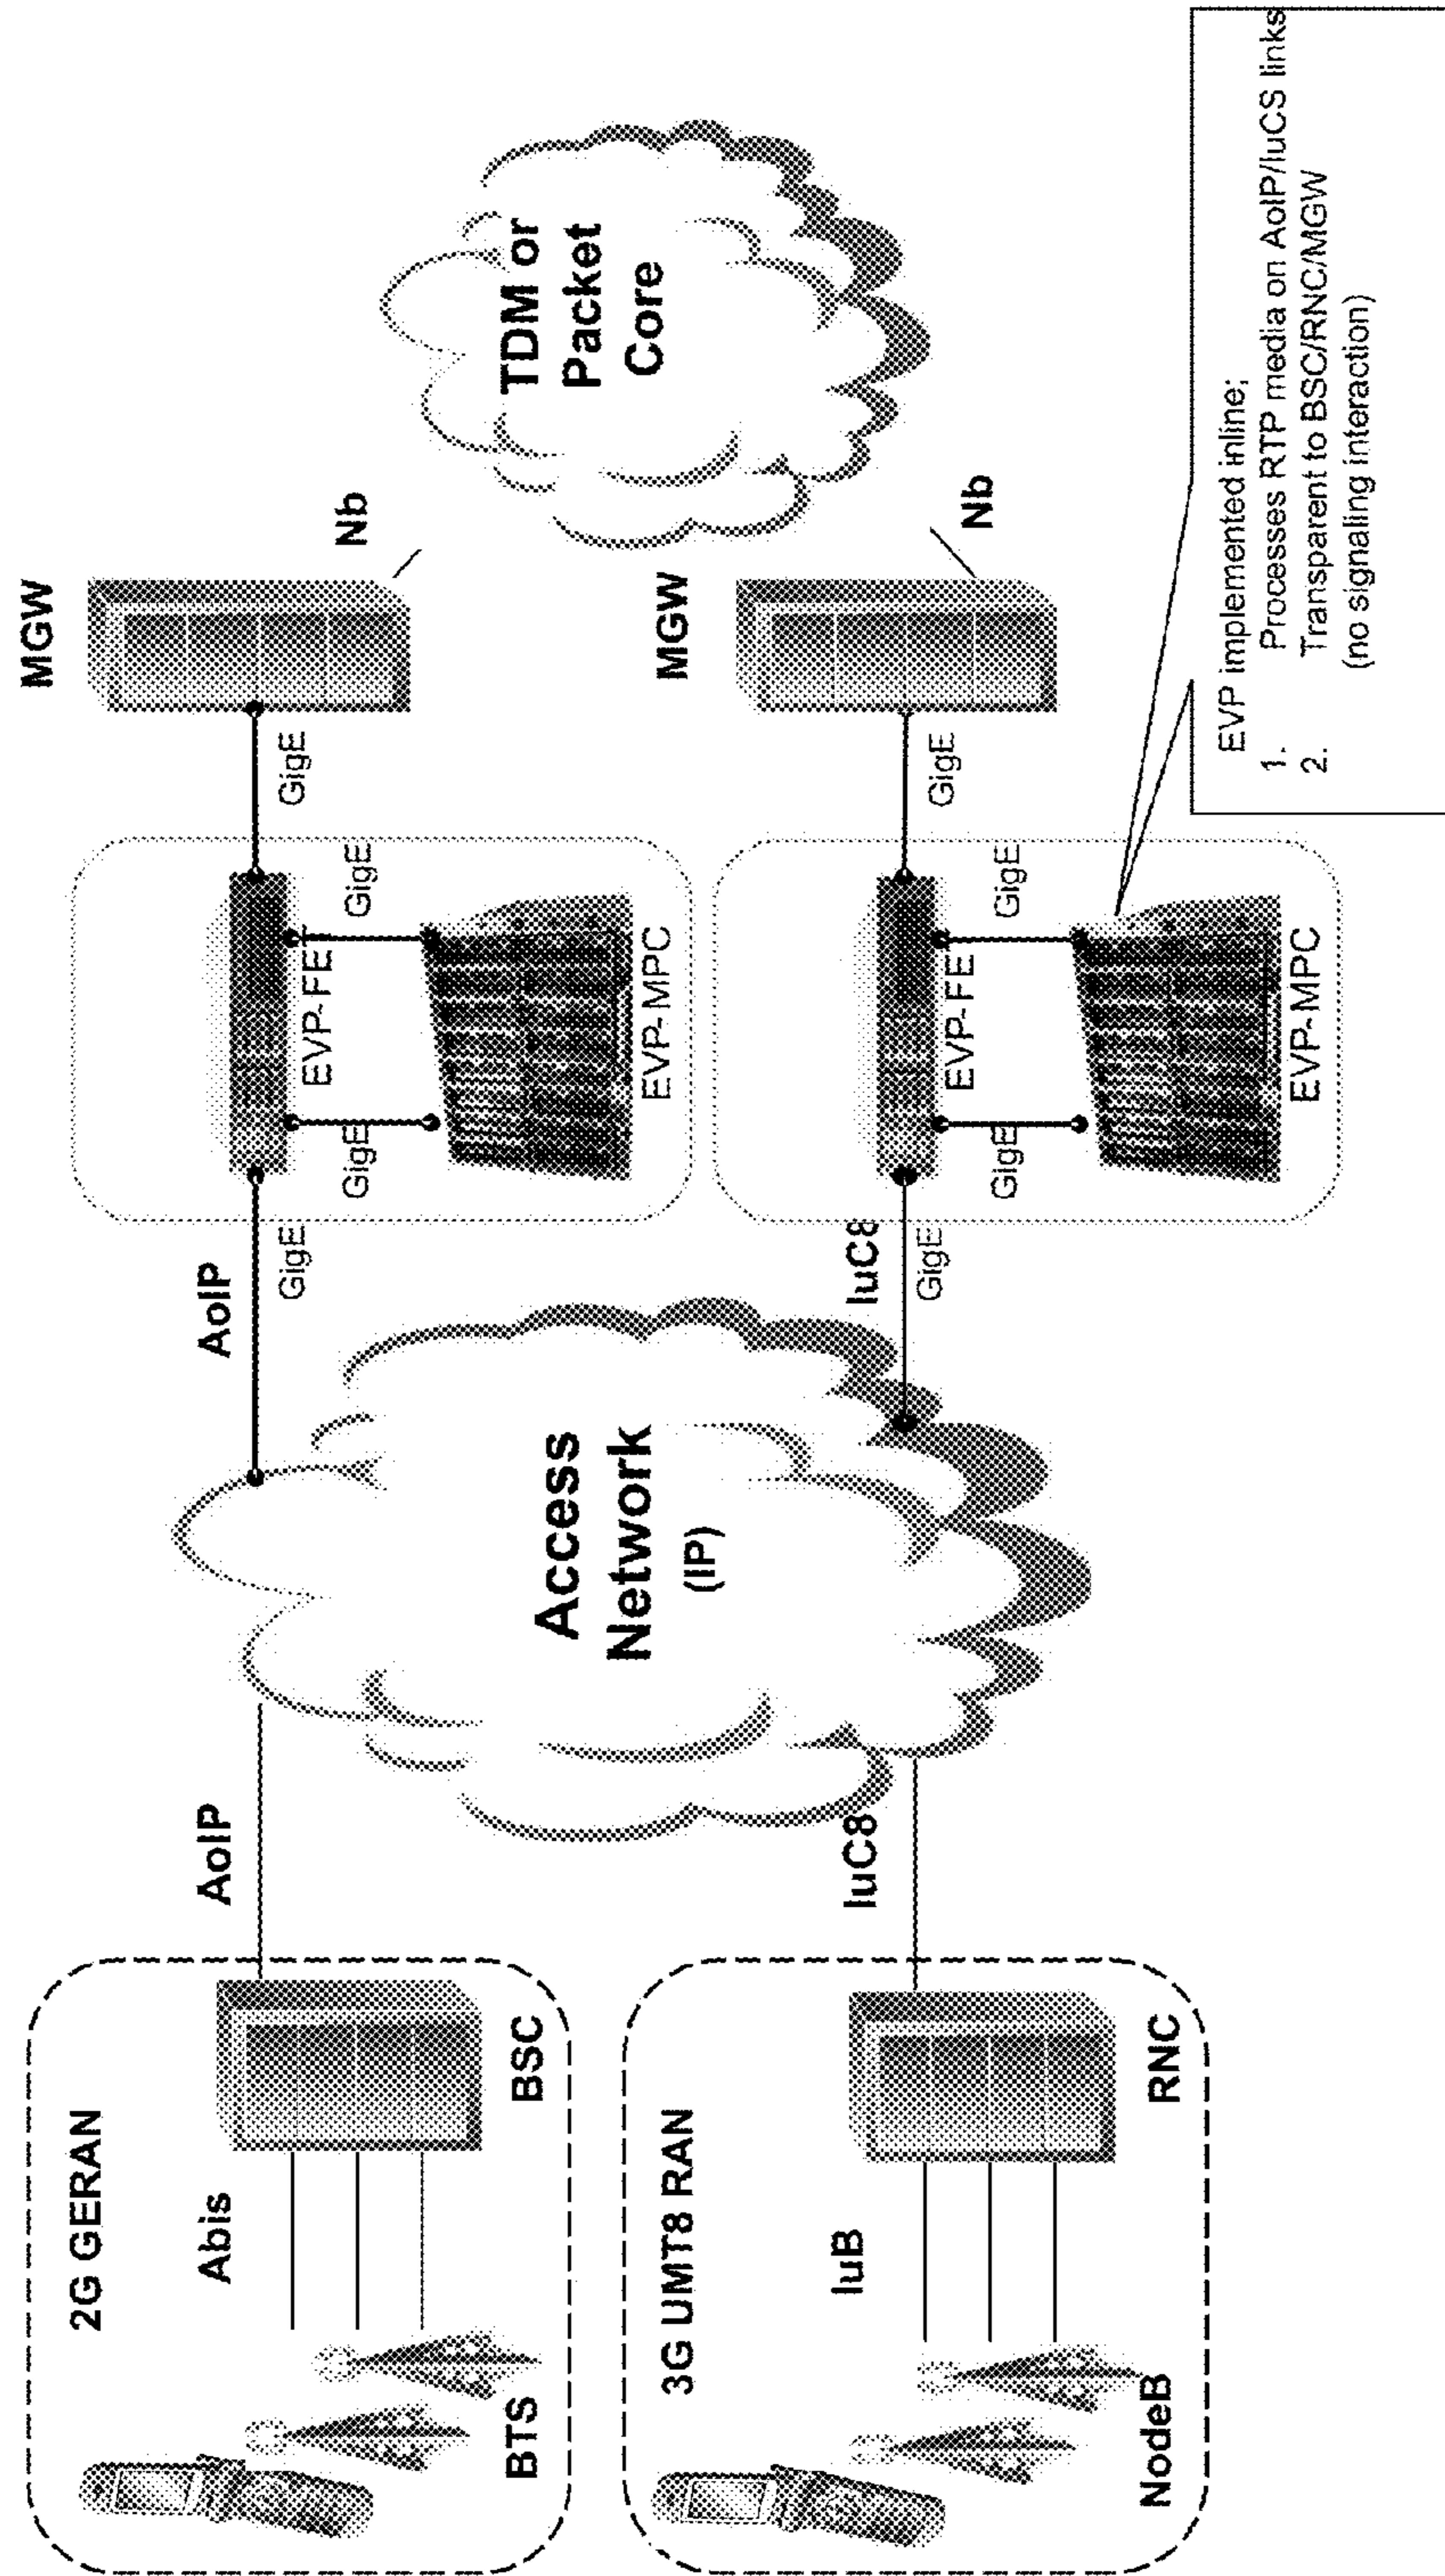 2G GERAN
Abis
BTS
BSC
AoIP
AoIP
GigE
EVP-FE
GigE
GigE
EVP-MPC
GigE
MGW
Nb
Access
Network
(IP)
TDM or
Packet
Core
3G UMT8 RAN
IuB
NodeB
RNC
IuC8
IuC8
GigE
EVP-FE
GigE
GigE
EVP-MPC
GigE
MGW
Nb
EVP implemented inline;
1. Processes RTP media on AoIP/IuCS links
2. Transparent to BSC/RNC/MGW
(no signaling interaction)